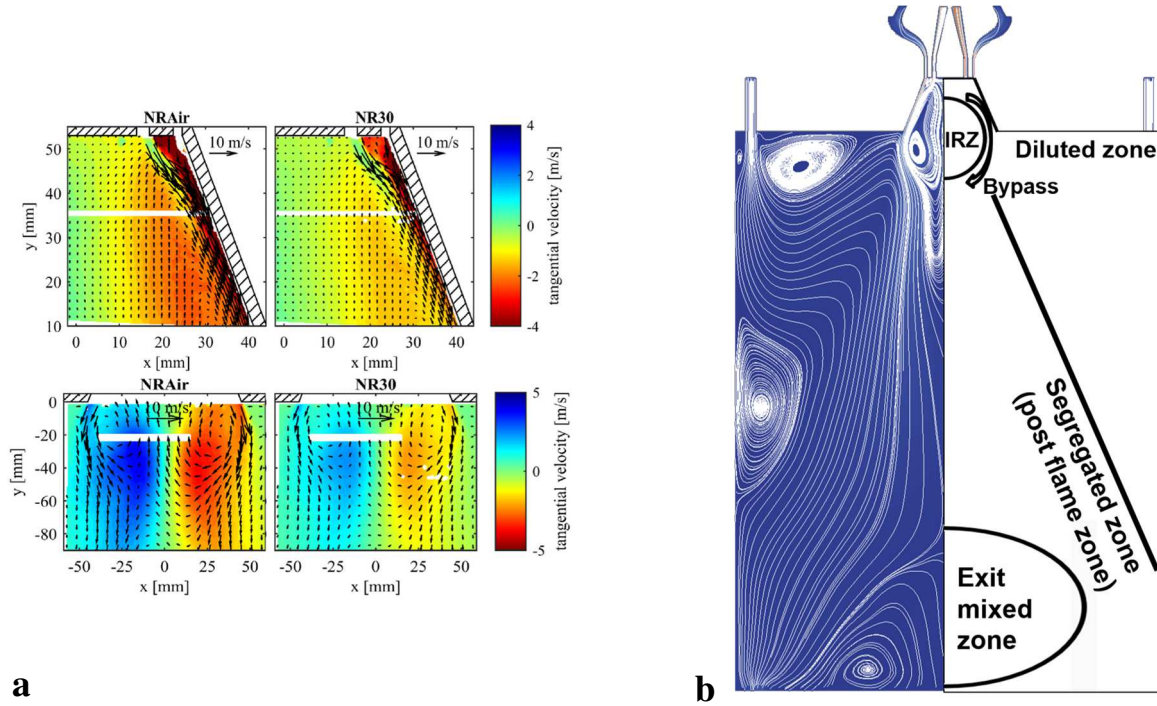 NRAir
NR30
10 m/s
10 m/s
50
40
30
20
10
y [mm]
0 10 20 30 40
0 10 20 30 40
x [mm]
x [mm]
4
2
0
-2
-4
tangential velocity [m/s]
NRAir
NR30
10 m/s
10 m/s
0
-20
-40
-60
-80
y [mm]
-50 -25 0 25 50
-50 -25 0 25 50
x [mm]
x [mm]
5
0
-5
tangential velocity [m/s]
a
IRZ
Diluted zone
Bypass
Segregated zone
(post flame zone)
Exit
mixed
zone
b